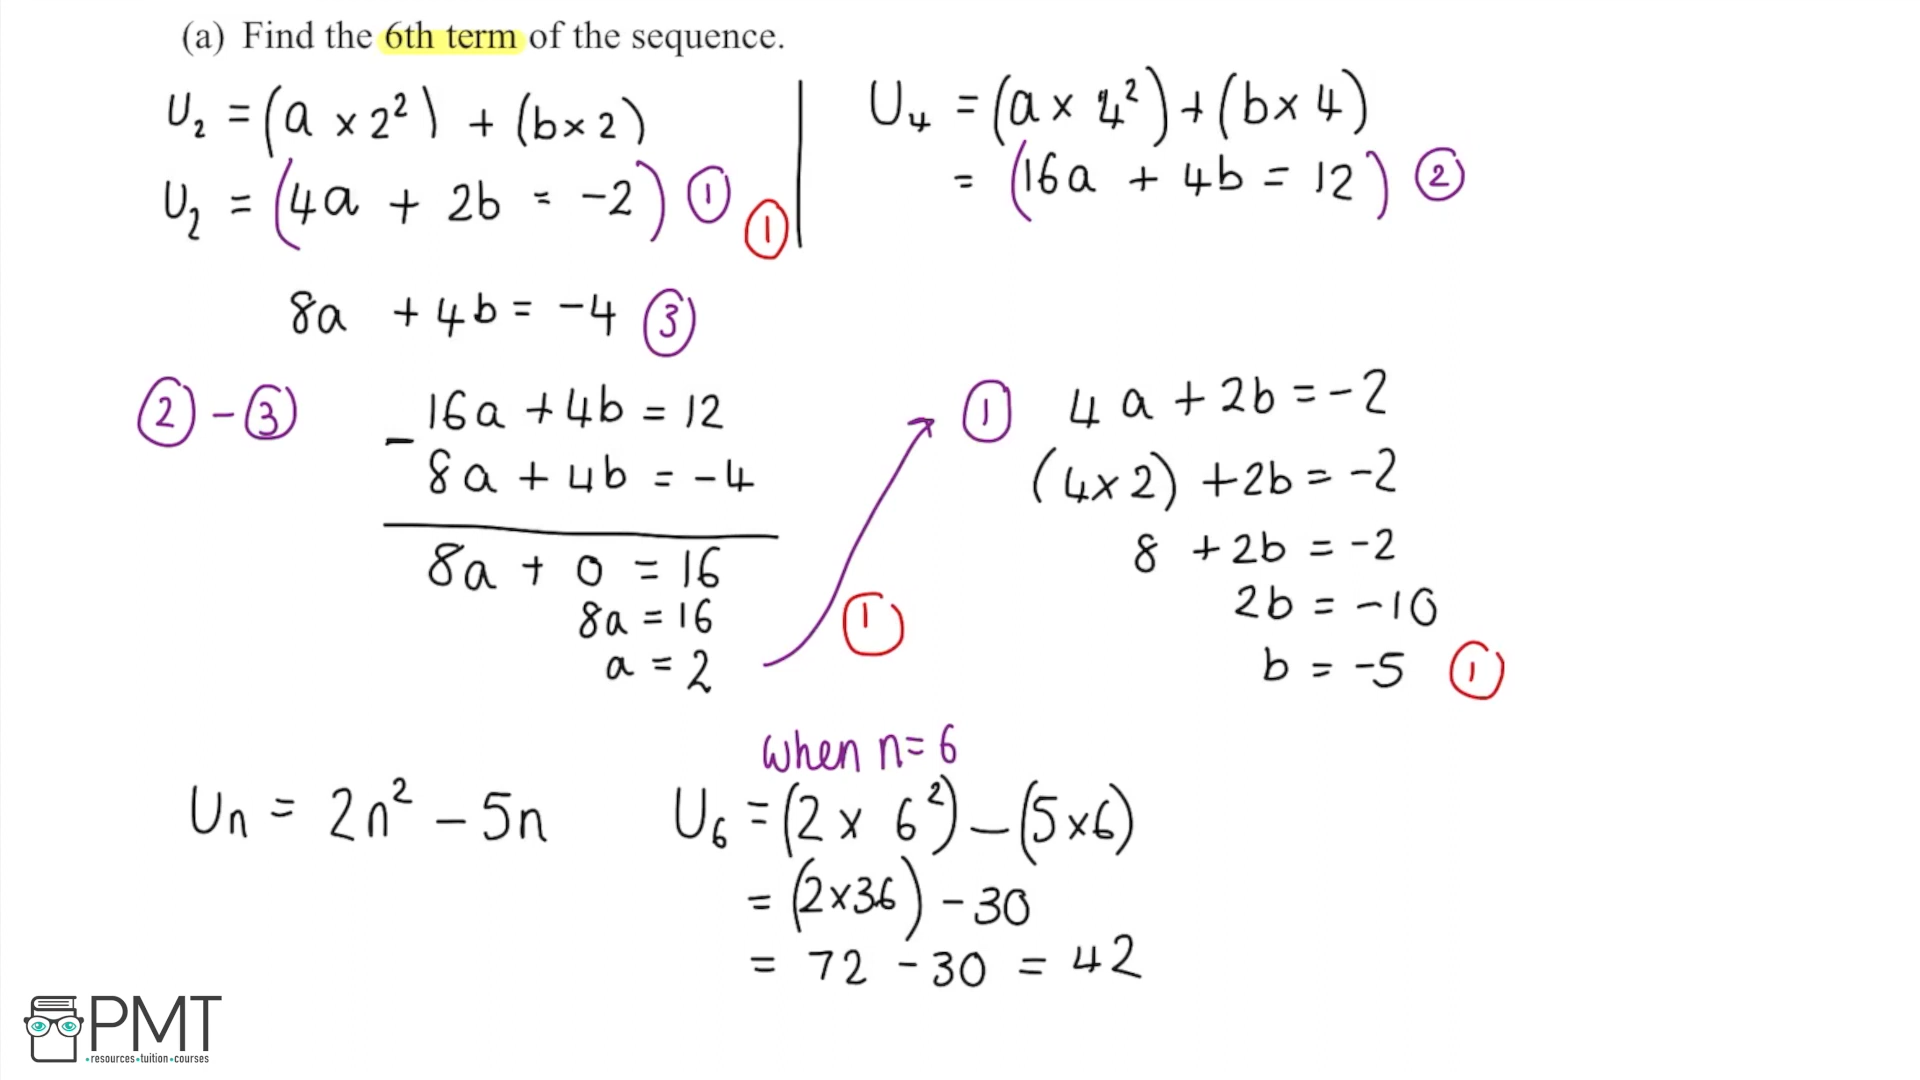 (a) Find the 6th term of the sequence.
U₂ = (a × 2²) + (b × 2)
U₂ = (4a + 2b = -2) ① ①
U₄ = (a × 4²) + (b × 4)
= (16a + 4b = 12) ②
8a + 4b = -4 ③
② - ③
16a + 4b = 12
- 8a + 4b = -4
8a + 0 = 16
8a = 16
a = 2
①
① 4a + 2b = -2
(4×2) + 2b = -2
8 + 2b = -2
2b = -10
b = -5 ①
Un = 2n² - 5n
when n = 6
U₆ = (2 × 6²) - (5×6)
= (2×36) - 30
= 72 - 30 = 42
PMT
•resources•tuition•courses